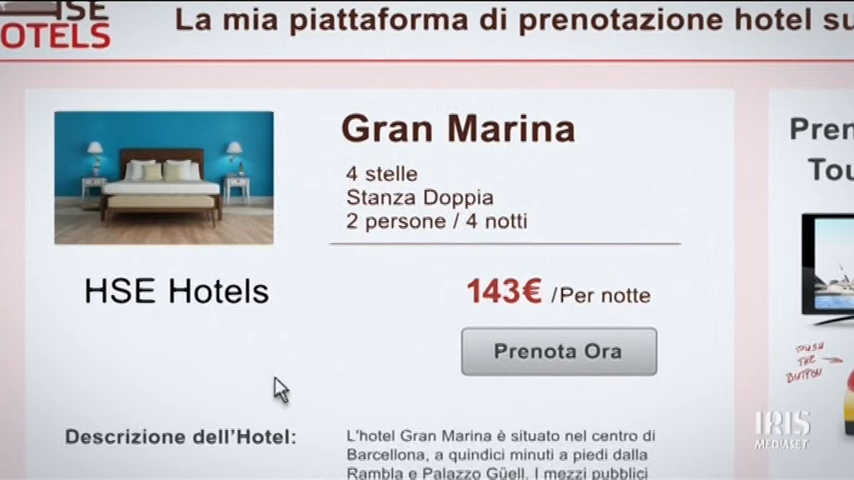 HSE
HOTELS
La mia piattaforma di prenotazione hotel su
Gran Marina
4 stelle
Stanza Doppia
2 persone / 4 notti
HSE Hotels
143€ /Per notte
Prenota Ora
Descrizione dell'Hotel:
L'hotel Gran Marina è situato nel centro di
Barcellona, a quindici minuti a piedi dalla
Rambla e Palazzo Güell. I mezzi pubblici
Pren
Tou
PUSH
THE
BUTTON
IRIS
MEDIASET